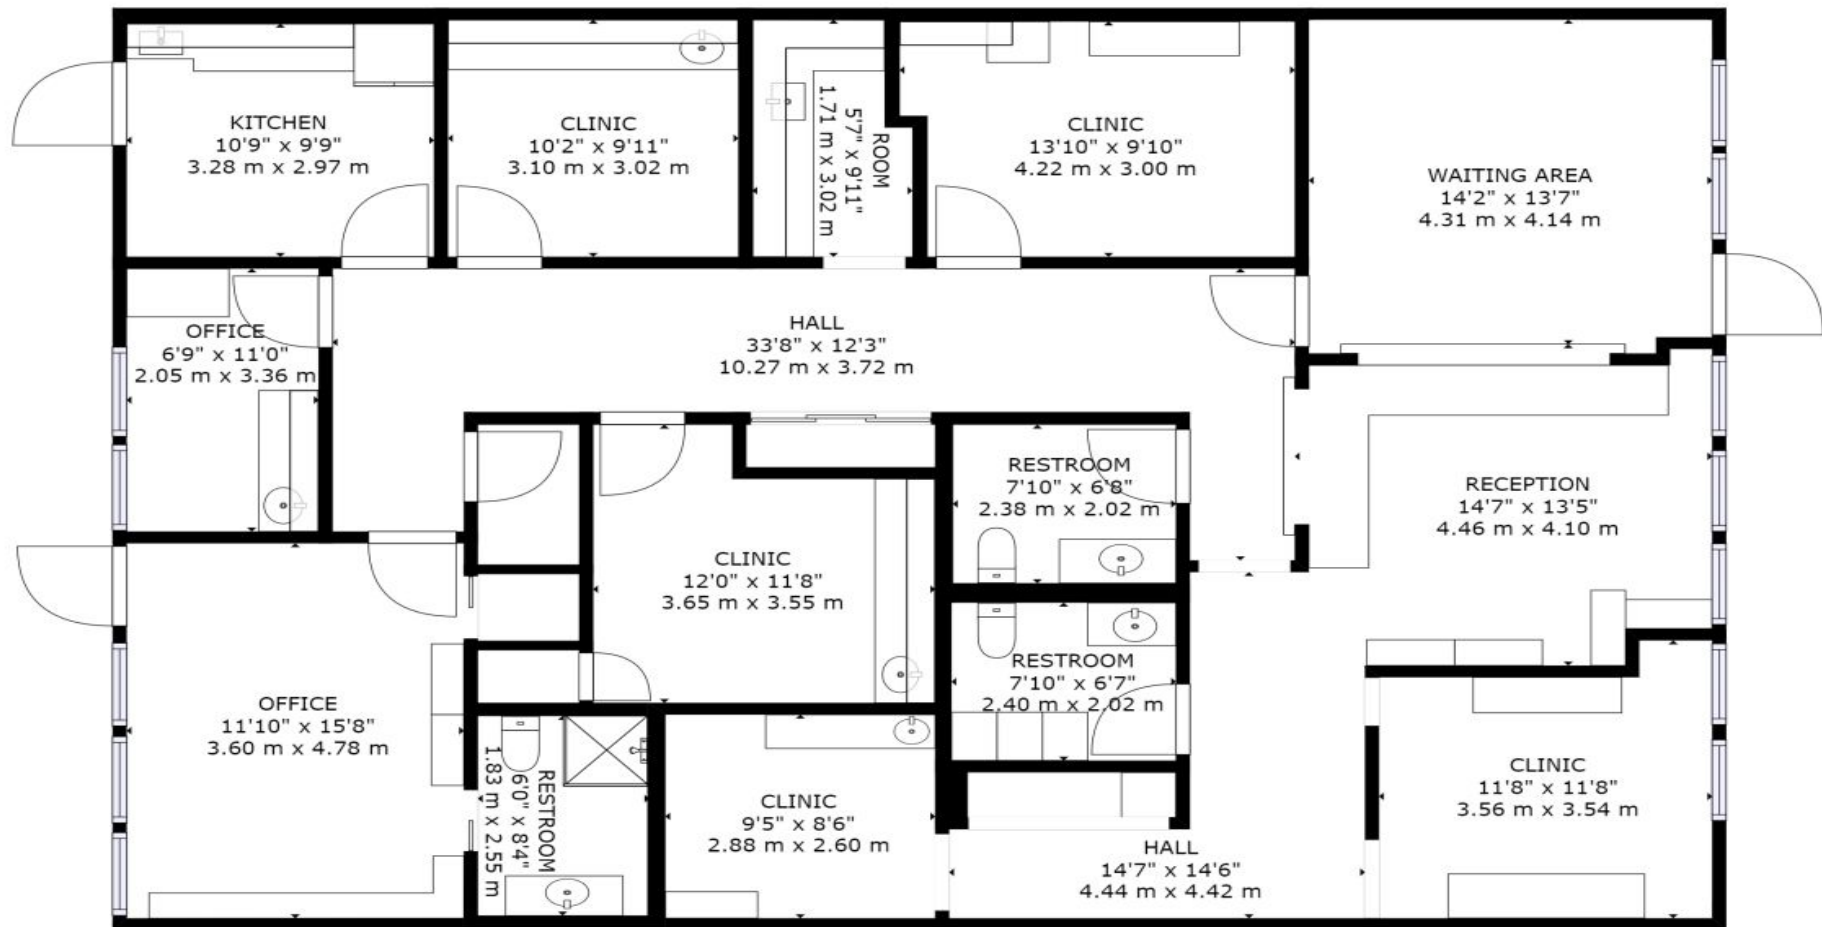 KITCHEN
10'9" x 9'9"
3.28 m x 2.97 m
CLINIC
10'2" x 9'11"
3.10 m x 3.02 m
ROOM
5'7" x 9'11"
1.71 m x 3.02 m
CLINIC
13'10" x 9'10"
4.22 m x 3.00 m
WAITING AREA
14'2" x 13'7"
4.31 m x 4.14 m
OFFICE
6'9" x 11'0"
2.05 m x 3.36 m
HALL
33'8" x 12'3"
10.27 m x 3.72 m
RESTROOM
7'10" x 6'8"
2.38 m x 2.02 m
RECEPTION
14'7" x 13'5"
4.46 m x 4.10 m
CLINIC
12'0" x 11'8"
3.65 m x 3.55 m
RESTROOM
7'10" x 6'7"
2.40 m x 2.02 m
OFFICE
11'10" x 15'8"
3.60 m x 4.78 m
RESTROOM
6'0" x 8'4"
1.83 m x 2.55 m
CLINIC
9'5" x 8'6"
2.88 m x 2.60 m
CLINIC
11'8" x 11'8"
3.56 m x 3.54 m
HALL
14'7" x 14'6"
4.44 m x 4.42 m